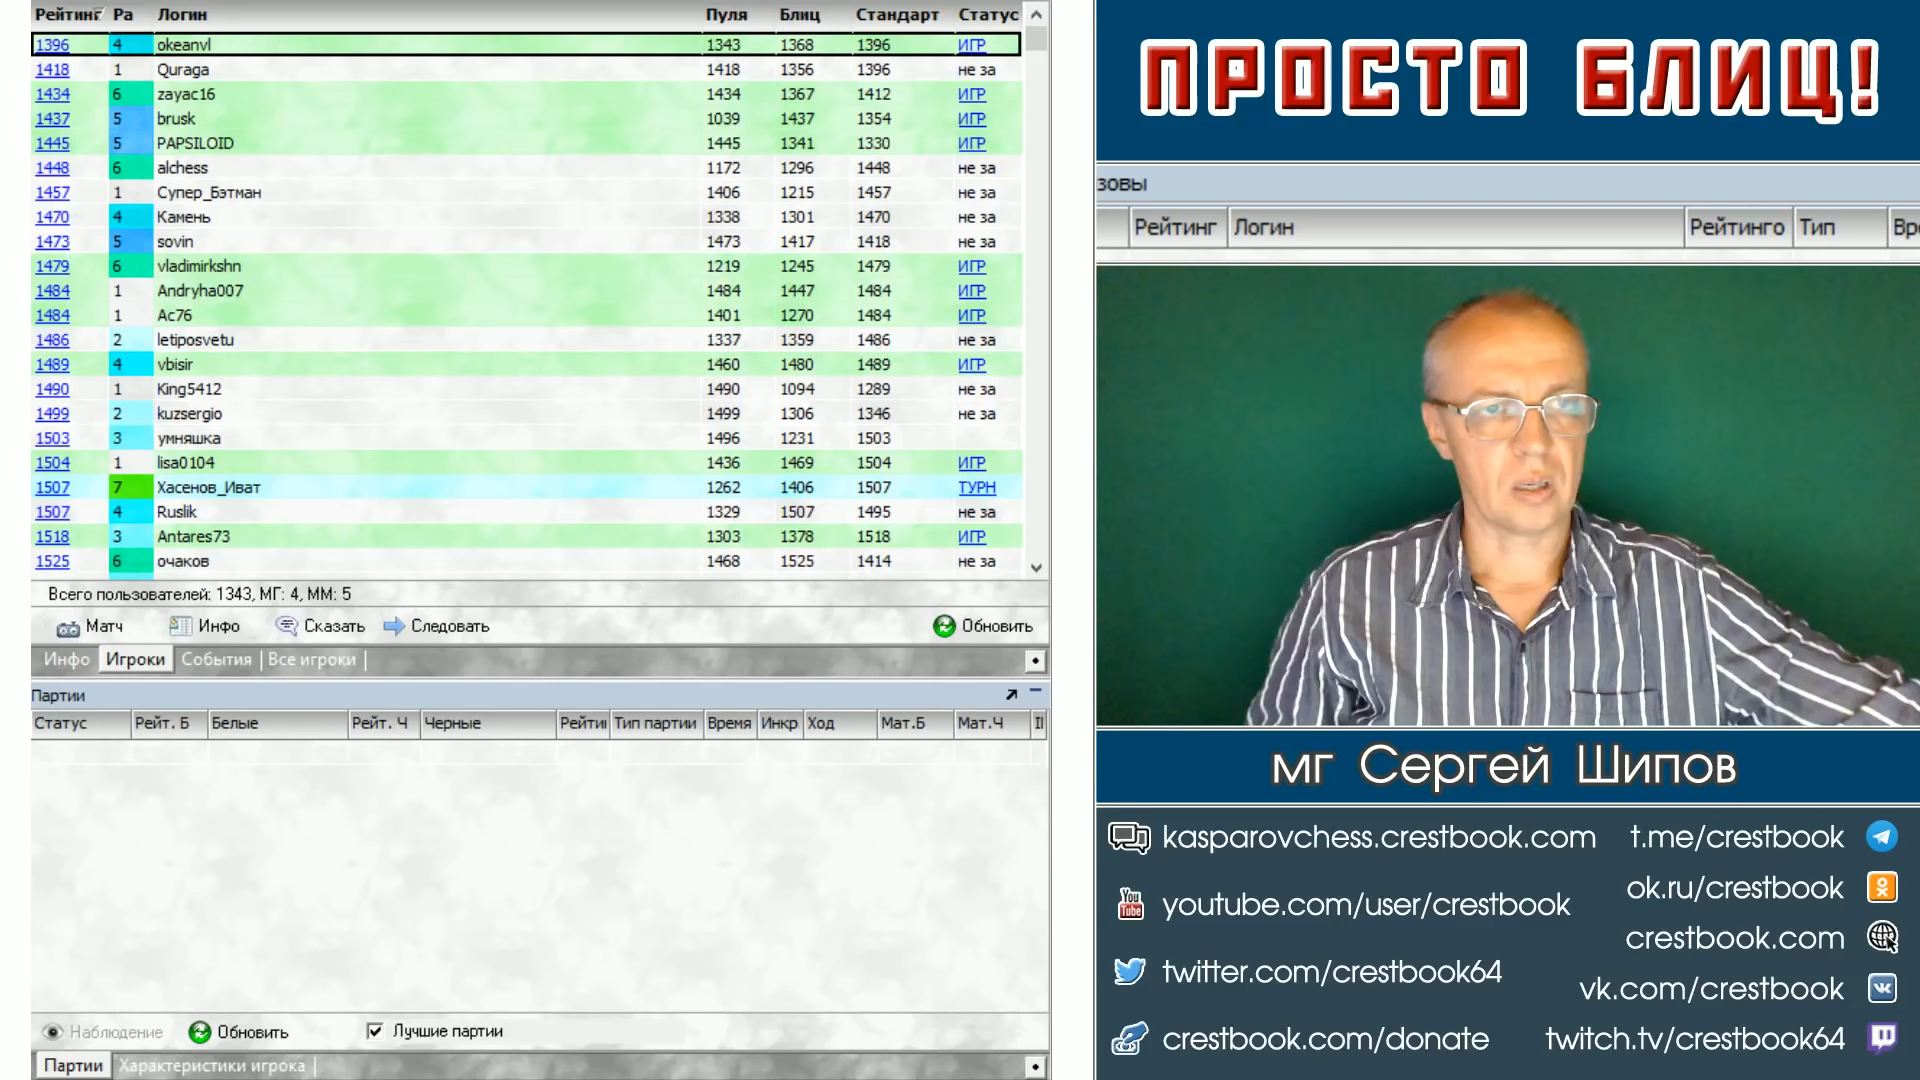 Рейтинг Ра Логин Пуля Блиц Стандарт Статус
1396 4 okeanvl 1343 1368 1396 ИГР
1418 1 Quraga 1418 1356 1396 не за
1434 6 zayac16 1434 1367 1412 ИГР
1437 5 brusk 1039 1437 1354 ИГР
1445 5 PAPSILOID 1445 1341 1330 ИГР
1448 6 alchess 1172 1296 1448 не за
1457 1 Супер_Бэтман 1406 1215 1457 не за
1470 4 Камень 1338 1301 1470 не за
1473 5 sovin 1473 1417 1418 не за
1479 6 vladimirkshn 1219 1245 1479 ИГР
1484 1 Andryha007 1484 1447 1484 ИГР
1484 1 Ac76 1401 1270 1484 ИГР
1486 2 letiposvetu 1337 1359 1486 не за
1489 4 vbisir 1460 1480 1489 ИГР
1490 1 King5412 1490 1094 1289 не за
1499 2 kuzsergio 1499 1306 1346 не за
1503 3 умняшка 1496 1231 1503
1504 1 lisa0104 1436 1469 1504 ИГР
1507 7 Хасенов_Иват 1262 1406 1507 ТУРН
1507 4 Ruslik 1329 1507 1495 не за
1518 3 Antares73 1303 1378 1518 ИГР
1525 6 очаков 1468 1525 1414 не за
Всего пользователей: 1343, МГ: 4, ММ: 5
Матч Инфо Сказать Следовать Обновить
Инфо Игроки События Все игроки
Партии
Статус Рейт. Б Белые Рейт. Ч Черные Рейти Тип партии Время Инкр Ход Мат.Б Мат.Ч
Наблюдение Обновить Лучшие партии
Партии Характеристики игрока
ПРОСТО БЛИЦ!
зовы
Рейтинг Логин Рейтинго Тип Вре
мг Сергей Шипов
kasparovchess.crestbook.com t.me/crestbook
You Tube youtube.com/user/crestbook ok.ru/crestbook
crestbook.com
twitter.com/crestbook64 vk.com/crestbook
crestbook.com/donate twitch.tv/crestbook64